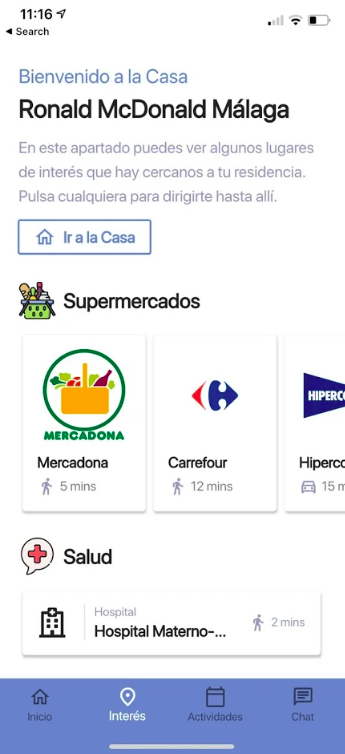 11:16
Search
Bienvenido a la Casa
Ronald McDonald Málaga
En este apartado puedes ver algunos lugares
de interés que hay cercanos a tu residencia.
Pulsa cualquiera para dirigirte hasta allí.
Ir a la Casa
Supermercados
MERCADONA
HIPERCO
Mercadona
Carrefour
Hiperco
5 mins
12 mins
15 m
Salud
Hospital
Hospital Materno-...
2 mins
Inicio
Interés
Actividades
Chat